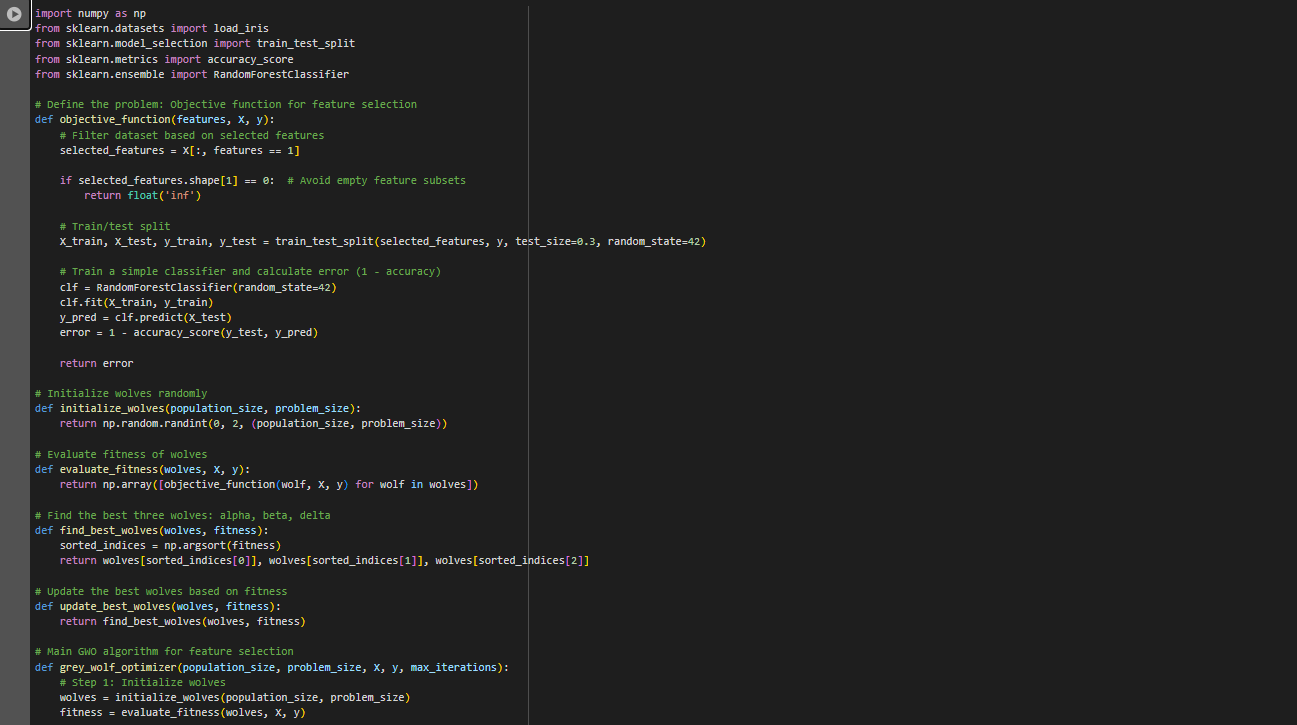 import numpy as np
from sklearn.datasets import load_iris
from sklearn.model_selection import train_test_split
from sklearn.metrics import accuracy_score
from sklearn.ensemble import RandomForestClassifier

# Define the problem: Objective function for feature selection
def objective_function(features, X, y):
    # Filter dataset based on selected features
    selected_features = X[:, features == 1]

    if selected_features.shape[1] == 0:  # Avoid empty feature subsets
        return float('inf')

    # Train/test split
    X_train, X_test, y_train, y_test = train_test_split(selected_features, y, test_size=0.3, random_state=42)

    # Train a simple classifier and calculate error (1 - accuracy)
    clf = RandomForestClassifier(random_state=42)
    clf.fit(X_train, y_train)
    y_pred = clf.predict(X_test)
    error = 1 - accuracy_score(y_test, y_pred)

    return error

# Initialize wolves randomly
def initialize_wolves(population_size, problem_size):
    return np.random.randint(0, 2, (population_size, problem_size))

# Evaluate fitness of wolves
def evaluate_fitness(wolves, X, y):
    return np.array([objective_function(wolf, X, y) for wolf in wolves])

# Find the best three wolves: alpha, beta, delta
def find_best_wolves(wolves, fitness):
    sorted_indices = np.argsort(fitness)
    return wolves[sorted_indices[0]], wolves[sorted_indices[1]], wolves[sorted_indices[2]]

# Update the best wolves based on fitness
def update_best_wolves(wolves, fitness):
    return find_best_wolves(wolves, fitness)

# Main GWO algorithm for feature selection
def grey_wolf_optimizer(population_size, problem_size, X, y, max_iterations):
    # Step 1: Initialize wolves
    wolves = initialize_wolves(population_size, problem_size)
    fitness = evaluate_fitness(wolves, X, y)